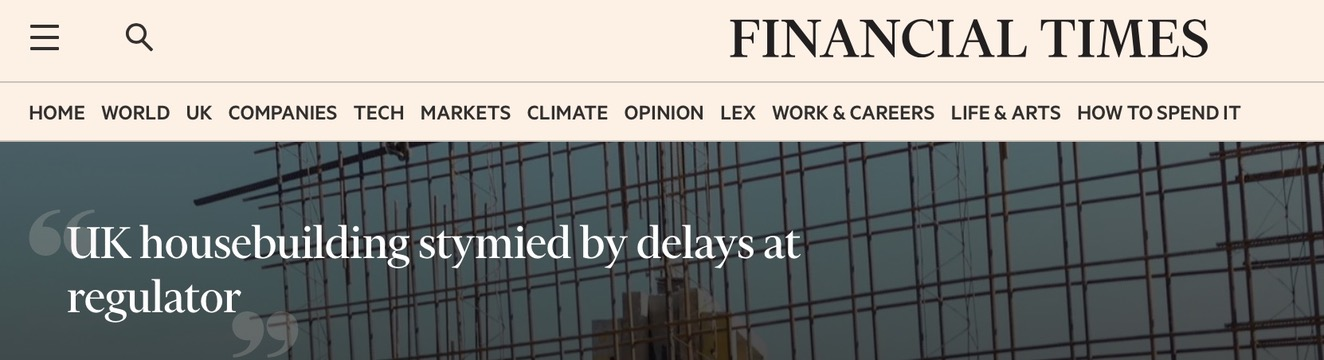 FINANCIAL TIMES
HOME WORLD UK COMPANIES TECH MARKETS CLIMATE OPINION LEX WORK & CAREERS LIFE & ARTS HOW TO SPEND IT
“UK housebuilding stymied by delays at
regulator”